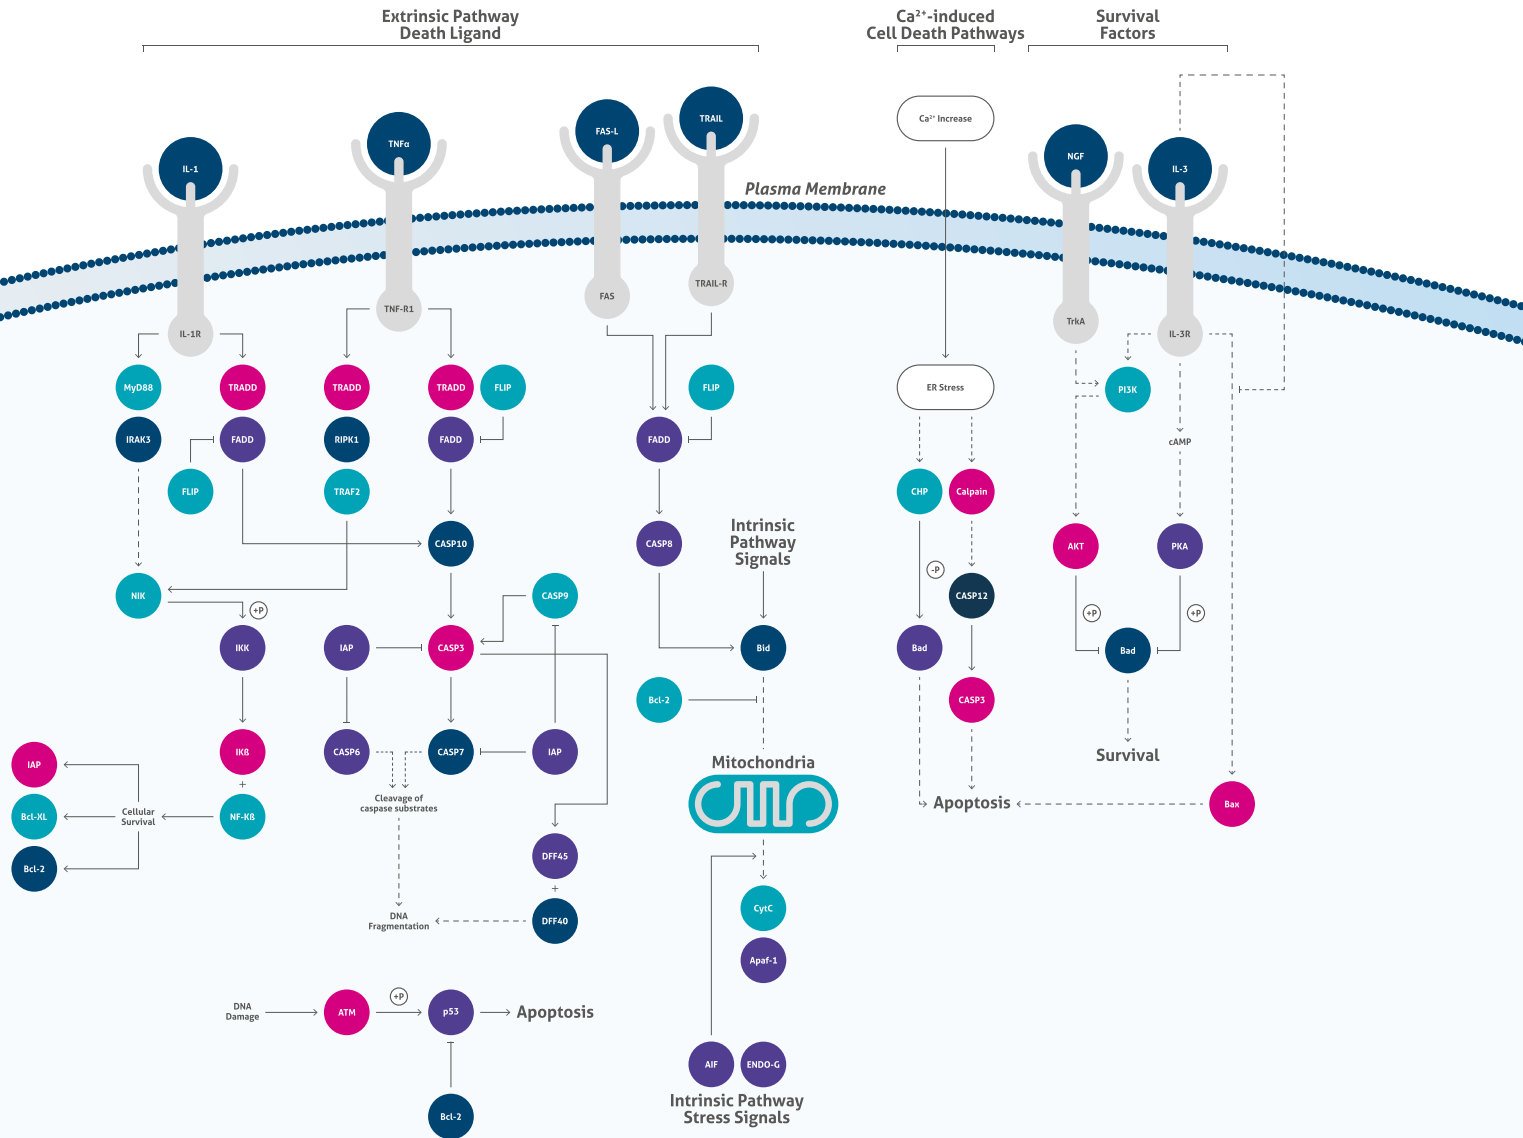 Extrinsic Pathway
Death Ligand
Ca²⁺-induced
Cell Death Pathways
Survival
Factors
IL-1
TNFα
FAS-L
TRAIL
Ca²⁺ Increase
NGF
IL-3
Plasma Membrane
IL-1R
TNF-R1
FAS
TRAIL-R
TrkA
IL-3R
MyD88
TRADD
TRADD
TRADD
FLIP
FLIP
ER Stress
PI3K
IRAK3
FADD
RIPK1
FADD
FADD
cAMP
FLIP
TRAF2
CHP
Calpain
CASP10
CASP8
Intrinsic
Pathway
Signals
AKT
PKA
-P
NIK
CASP9
CASP12
+P
+P
+P
IKK
IAP
CASP3
Bid
Bad
Bad
Bcl-2
CASP3
IAP
IKß
CASP6
CASP7
IAP
Survival
Mitochondria
+
Cleavage of
caspase substrates
Apoptosis
Bax
Bcl-XL
Cellular
Survival
NF-Kß
Bcl-2
DFF45
+
DNA
Fragmentation
DFF40
CytC
Apaf-1
DNA
Damage
ATM
+P
p53
Apoptosis
AIF
ENDO-G
Intrinsic Pathway
Stress Signals
Bcl-2